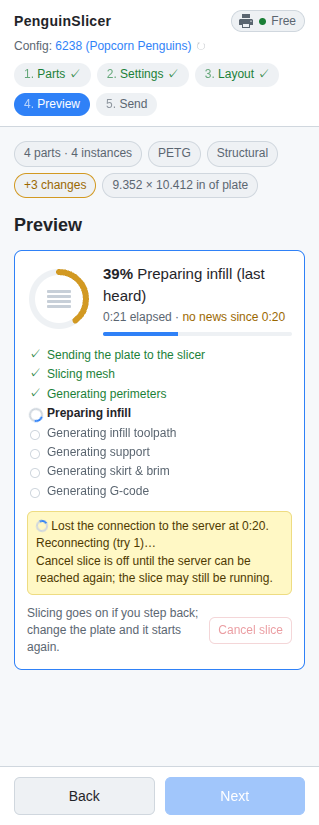 PenguinSlicer
Free
Config: 6238 (Popcorn Penguins)
1. Parts ✓
2. Settings ✓
3. Layout ✓
4. Preview
5. Send
4 parts · 4 instances
PETG
Structural
+3 changes
9.352 × 10.412 in of plate
Preview
39% Preparing infill (last
heard)
0:21 elapsed · no news since 0:20
✓ Sending the plate to the slicer
✓ Slicing mesh
✓ Generating perimeters
Preparing infill
Generating infill toolpath
Generating support
Generating skirt & brim
Generating G-code
Lost the connection to the server at 0:20.
Reconnecting (try 1)…
Cancel slice is off until the server can be
reached again; the slice may still be running.
Slicing goes on if you step back;
change the plate and it starts
again.
Cancel slice
Back
Next